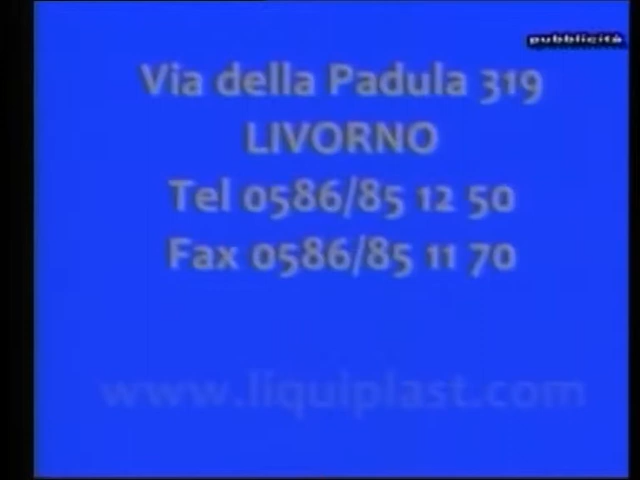 pubblicità
Via della Padula 319
LIVORNO
Tel 0586/85 12 50
Fax 0586/85 11 70
www.liquiplast.com